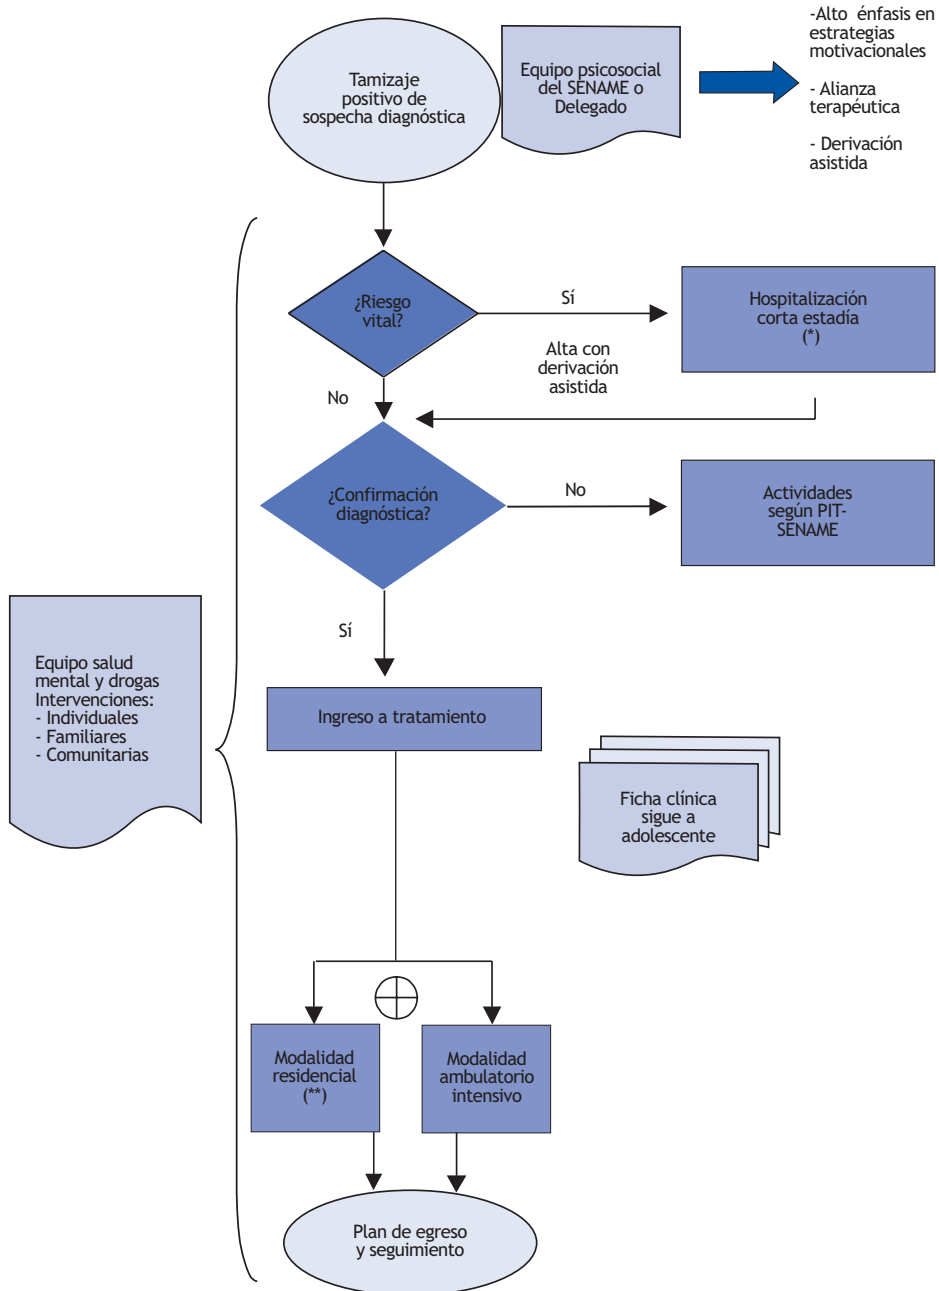 Tamizaje
positivo de
sospecha diagnóstica
Equipo psicosocial
del SENAME o
Delegado
-Alto énfasis en
estrategias
motivacionales
- Alianza
terapéutica
- Derivación
asistida
¿Riesgo
vital?
Sí
Hospitalización
corta estadía
(*)
Alta con
derivación
asistida
No
¿Confirmación
diagnóstica?
No
Actividades
según PIT-
SENAME
Sí
Equipo salud
mental y drogas
Intervenciones:
- Individuales
- Familiares
- Comunitarias
Ingreso a tratamiento
Ficha clínica
sigue a
adolescente
Modalidad
residencial
(**)
Modalidad
ambulatorio
intensivo
Plan de egreso
y seguimiento